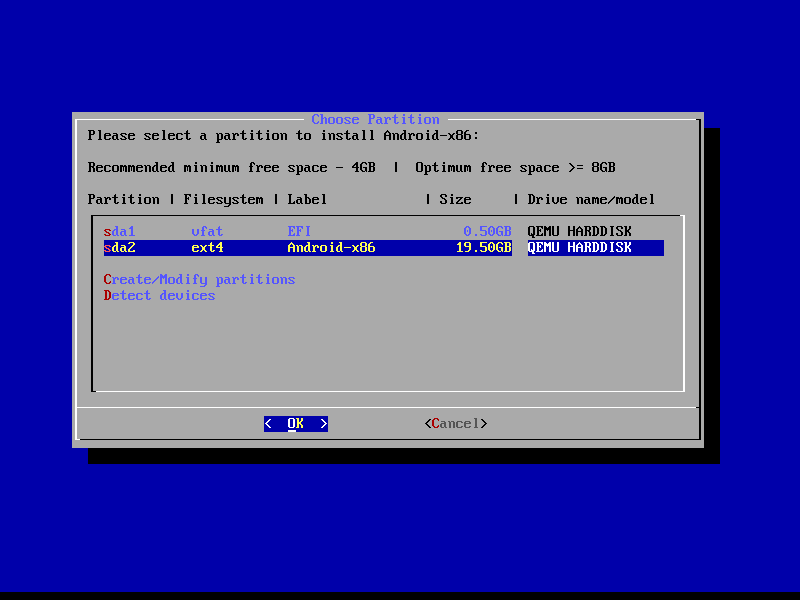 Choose Partition
Please select a partition to install Android-x86:
Recommended minimum free space - 4GB | Optimum free space >= 8GB
Partition | Filesystem | Label | Size | Drive name/model
sda1 vfat EFI 0.50GB QEMU HARDDISK
sda2 ext4 Android-x86 19.50GB QEMU HARDDISK
Create/Modify partitions
Detect devices
< OK > <Cancel>